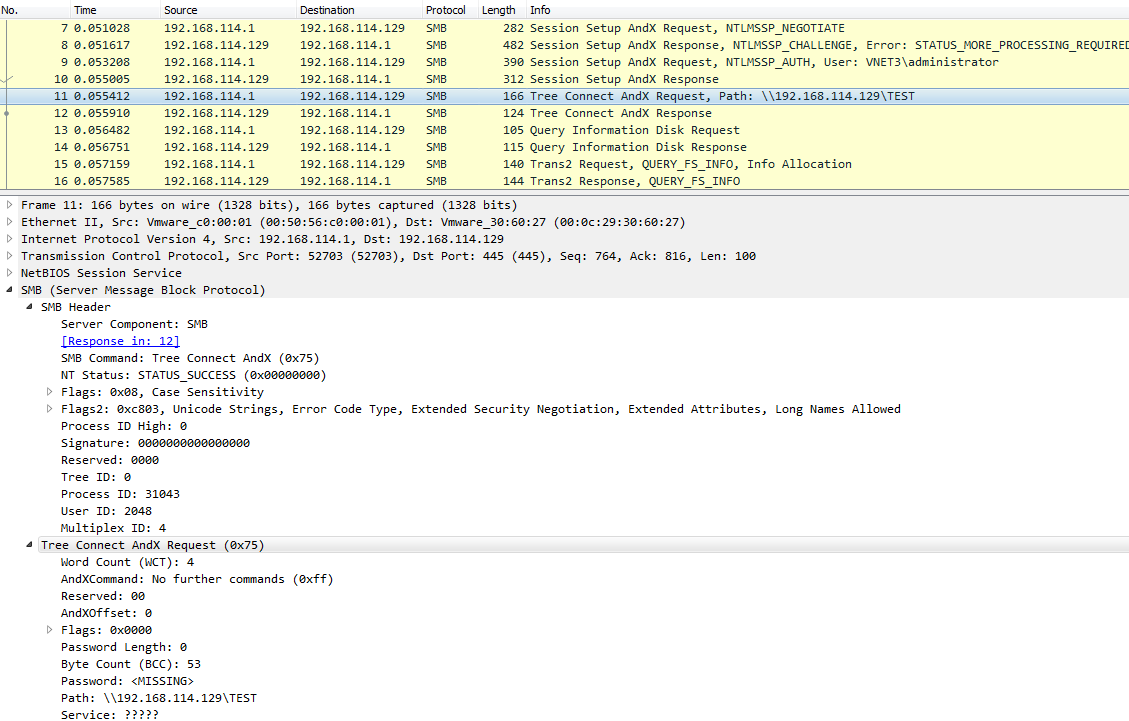 No. Time Source Destination Protocol Length Info
7 0.051028 192.168.114.1 192.168.114.129 SMB 282 Session Setup AndX Request, NTLMSSP_NEGOTIATE
8 0.051617 192.168.114.129 192.168.114.1 SMB 482 Session Setup AndX Response, NTLMSSP_CHALLENGE, Error: STATUS_MORE_PROCESSING_REQUIRED
9 0.053208 192.168.114.1 192.168.114.129 SMB 390 Session Setup AndX Request, NTLMSSP_AUTH, User: VNET3\administrator
10 0.055005 192.168.114.129 192.168.114.1 SMB 312 Session Setup AndX Response
11 0.055412 192.168.114.1 192.168.114.129 SMB 166 Tree Connect AndX Request, Path: \\192.168.114.129\TEST
12 0.055910 192.168.114.129 192.168.114.1 SMB 124 Tree Connect AndX Response
13 0.056482 192.168.114.1 192.168.114.129 SMB 105 Query Information Disk Request
14 0.056751 192.168.114.129 192.168.114.1 SMB 115 Query Information Disk Response
15 0.057159 192.168.114.1 192.168.114.129 SMB 140 Trans2 Request, QUERY_FS_INFO, Info Allocation
16 0.057585 192.168.114.129 192.168.114.1 SMB 144 Trans2 Response, QUERY_FS_INFO
Frame 11: 166 bytes on wire (1328 bits), 166 bytes captured (1328 bits)
Ethernet II, Src: Vmware_c0:00:01 (00:50:56:c0:00:01), Dst: Vmware_30:60:27 (00:0c:29:30:60:27)
Internet Protocol Version 4, Src: 192.168.114.1, Dst: 192.168.114.129
Transmission Control Protocol, Src Port: 52703 (52703), Dst Port: 445 (445), Seq: 764, Ack: 816, Len: 100
NetBIOS Session Service
SMB (Server Message Block Protocol)
SMB Header
Server Component: SMB
[Response in: 12]
SMB Command: Tree Connect AndX (0x75)
NT Status: STATUS_SUCCESS (0x00000000)
Flags: 0x08, Case Sensitivity
Flags2: 0xc803, Unicode Strings, Error Code Type, Extended Security Negotiation, Extended Attributes, Long Names Allowed
Process ID High: 0
Signature: 0000000000000000
Reserved: 0000
Tree ID: 0
Process ID: 31043
User ID: 2048
Multiplex ID: 4
Tree Connect AndX Request (0x75)
Word Count (WCT): 4
AndXCommand: No further commands (0xff)
Reserved: 00
AndXOffset: 0
Flags: 0x0000
Password Length: 0
Byte Count (BCC): 53
Password: <MISSING>
Path: \\192.168.114.129\TEST
Service: ?????